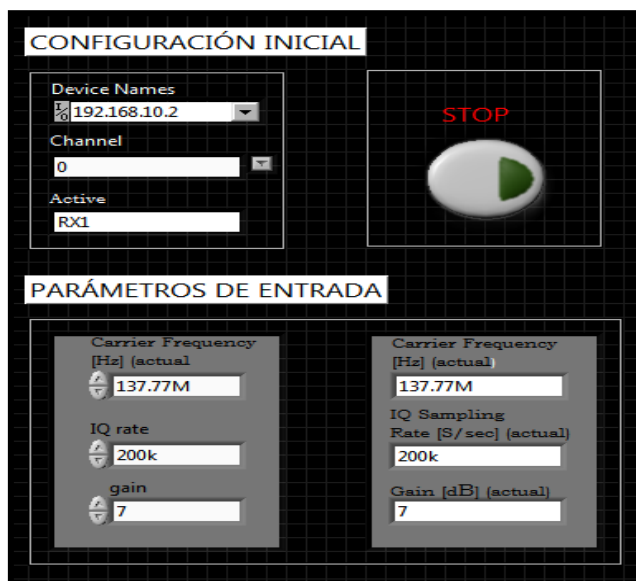 CONFIGURACIÓN INICIAL
Device Names
I/O 192.168.10.2
Channel
0
Active
RX1
STOP
PARÁMETROS DE ENTRADA
Carrier Frequency
[Hz] (actual
137.77M
IQ rate
200k
gain
7
Carrier Frequency
[Hz] (actual)
137.77M
IQ Sampling
Rate [S/sec] (actual)
200k
Gain [dB] (actual)
7